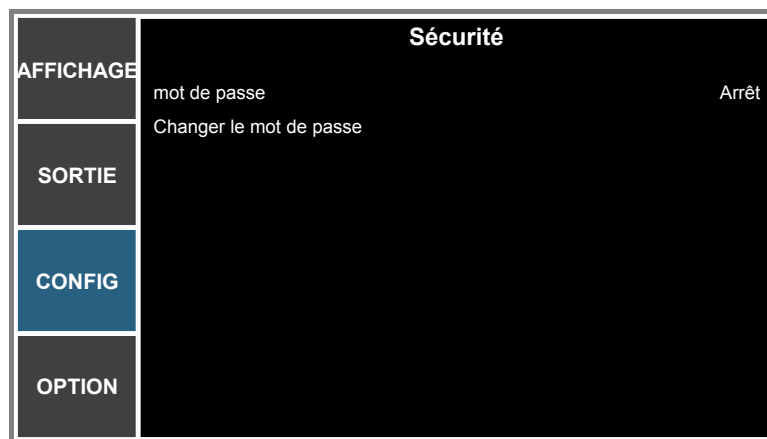 Sécurité
AFFICHAGE
mot de passe Arrêt
Changer le mot de passe
SORTIE
CONFIG
OPTION